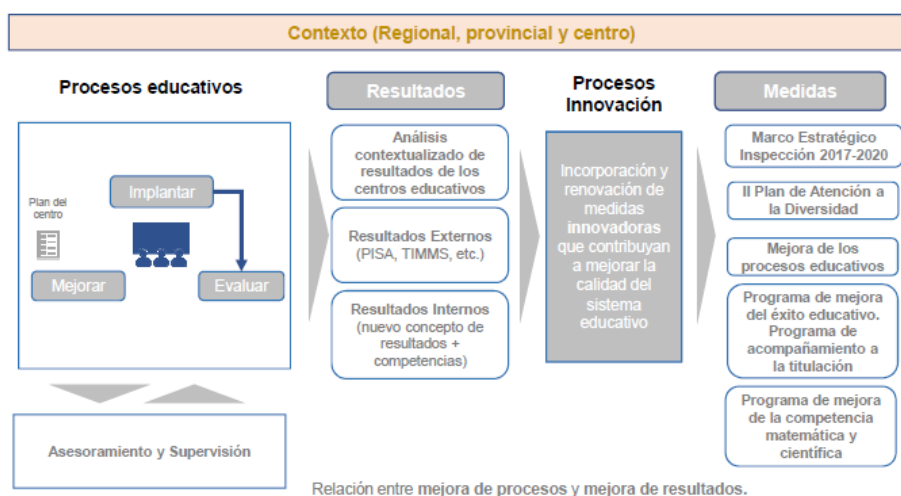 Contexto (Regional, provincial y centro)
Procesos educativos
Plan del
centro
Implantar
Mejorar
Evaluar
Asesoramiento y Supervisión
Resultados
Análisis
contextualizado de
resultados de los
centros educativos
Resultados Externos
(PISA, TIMMS, etc.)
Resultados Internos
(nuevo concepto de
resultados +
competencias)
Procesos
Innovación
Incorporación y
renovación de
medidas
innovadoras
que contribuyan
a mejorar la
calidad del
sistema
educativo
Medidas
Marco Estratégico
Inspección 2017-2020
II Plan de Atención a
la Diversidad
Mejora de los
procesos educativos
Programa de mejora
del éxito educativo.
Programa de
acompañamiento a
la titulación
Programa de mejora
de la competencia
matemática y
científica
Relación entre mejora de procesos y mejora de resultados.